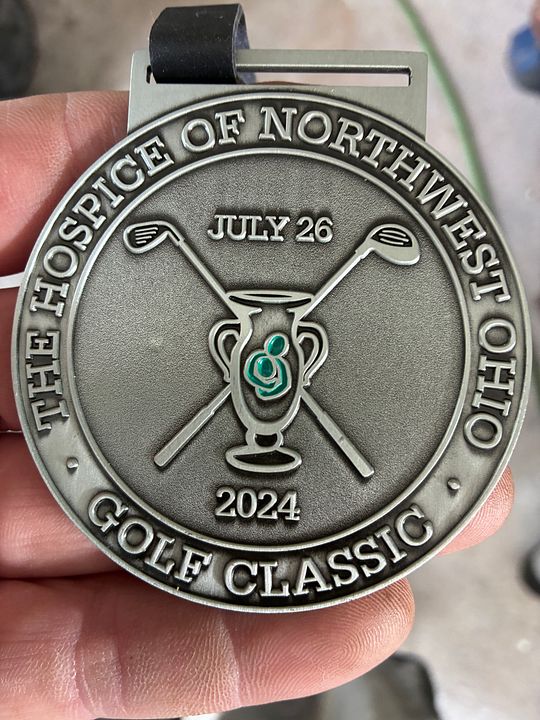 THE HOSPICE OF NORTHWEST OHIO
JULY 26
2024
GOLF CLASSIC